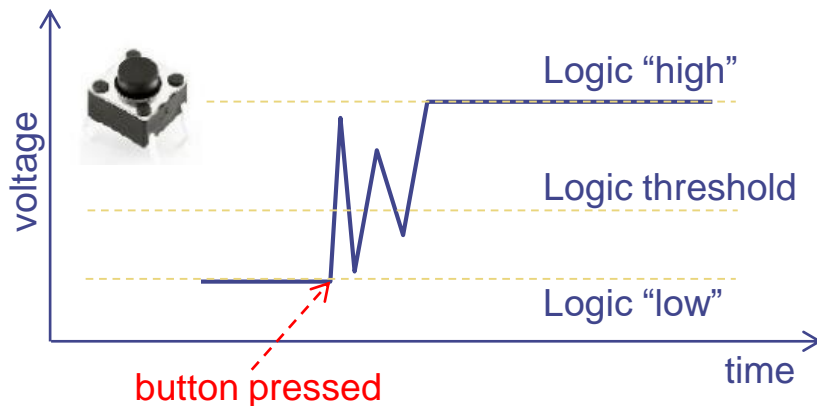 Logic “high”
voltage
Logic threshold
Logic “low”
time
button pressed